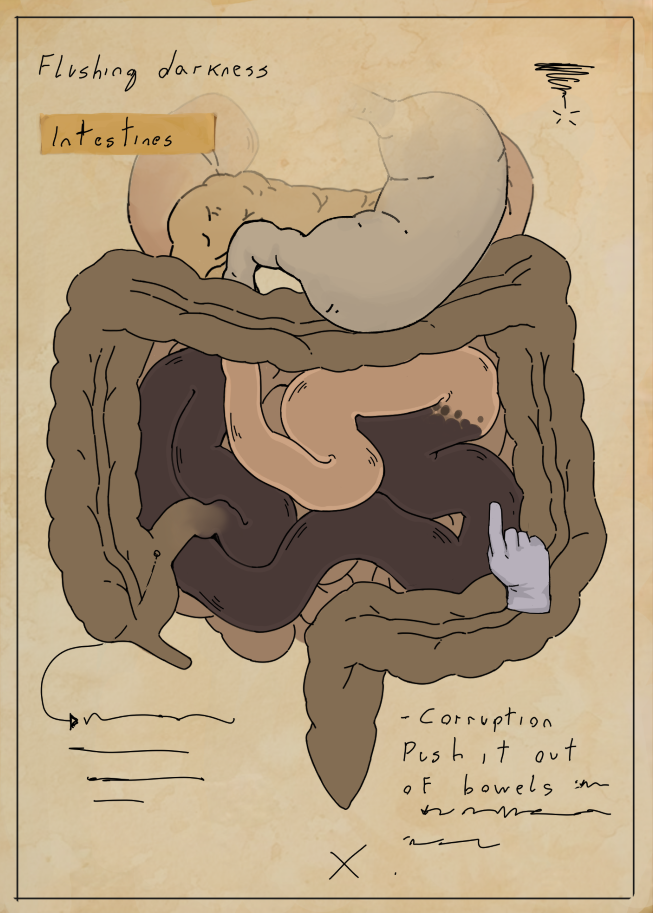 Flushing darkness
Intestines
- Corruption
Push it out
of bowels